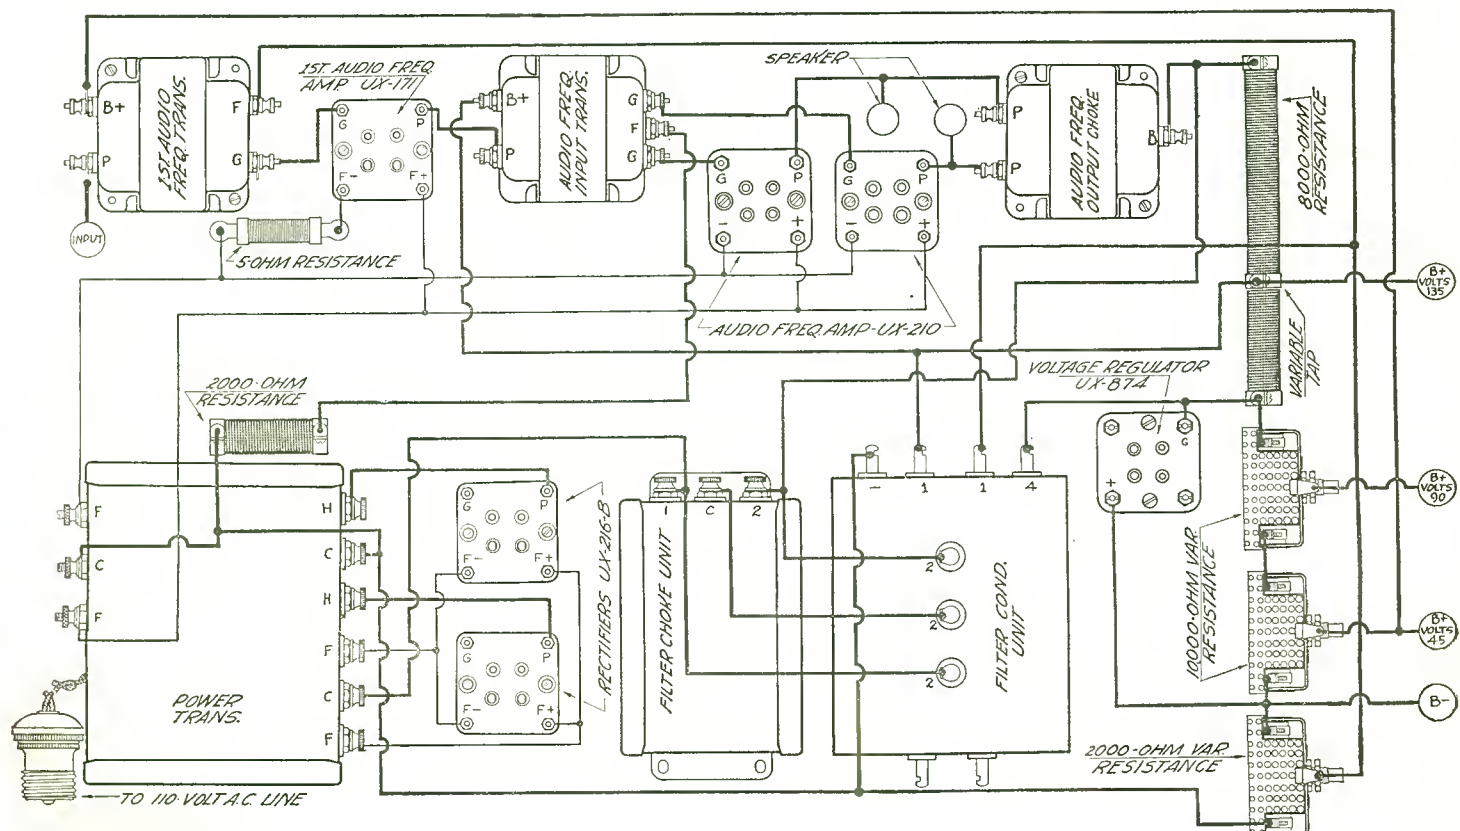 1ST. AUDIO FREQ.
AMP. UX-171
SPEAKER
B+
P
1ST. AUDIO
FREQ. TRANS.
F
G
G
P
F-
F+
B+
P
AUDIO FREQ.
INPUT TRANS.
G
F
G
G
P
-
+
G
P
-
+
P
P
AUDIO FREQ.
OUTPUT CHOKE
B
8000-OHM
RESISTANCE
INPUT
5-OHM RESISTANCE
AUDIO FREQ. AMP-UX-210
B+
VOLTS
135
VARIABLE
TAP
VOLTAGE REGULATOR
UX-874
2000-OHM
RESISTANCE
G
+
B+
VOLTS
90
F
C
F
H
C
H
F
C
F
POWER
TRANS.
G
P
F-
F+
G
P
F-
F+
RECTIFIERS UX-216-B
1
C
2
FILTER CHOKE UNIT
-
1
1
4
2
2
2
FILTER COND.
UNIT
10000-OHM VAR.
RESISTANCE
B+
VOLTS
45
B-
2000-OHM VAR.
RESISTANCE
TO 110-VOLT A.C. LINE